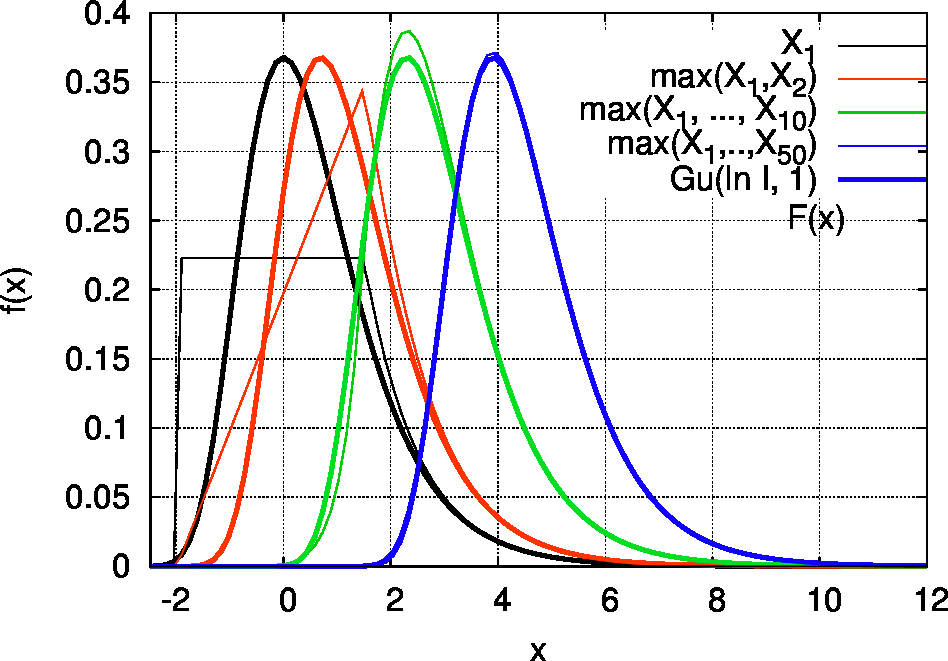 0.4
0.35
0.3
0.25
0.2
0.15
0.1
0.05
0
f(x)
-2 0 2 4 6 8 10 12
x
X1
max(X1,X2)
max(X1, ..., X10)
max(X1,..,X50)
Gu(ln I, 1)
F(x)